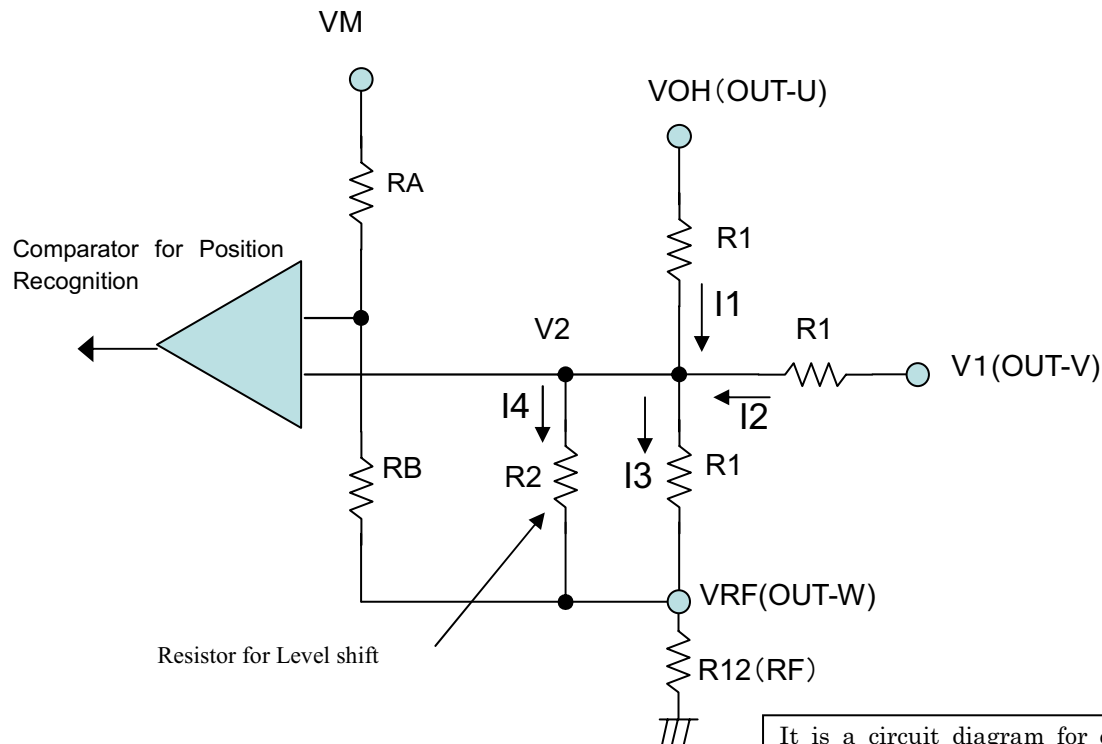 VM
VOH（OUT-U）
RA
Comparator for Position
Recognition
R1
I1
V2
R1
V1(OUT-V)
I4
I2
RB
R2
I3
R1
VRF(OUT-W)
Resistor for Level shift
R12（RF）
It is a circuit diagram for